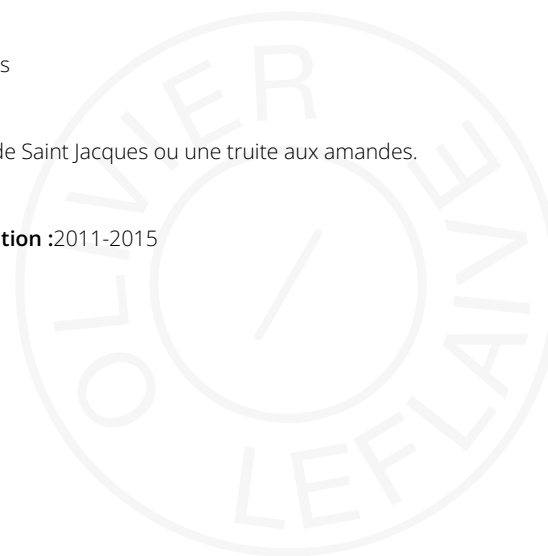 s
de Saint Jacques ou une truite aux amandes.
tion :2011-2015
OLIVIER LEFLAIVE